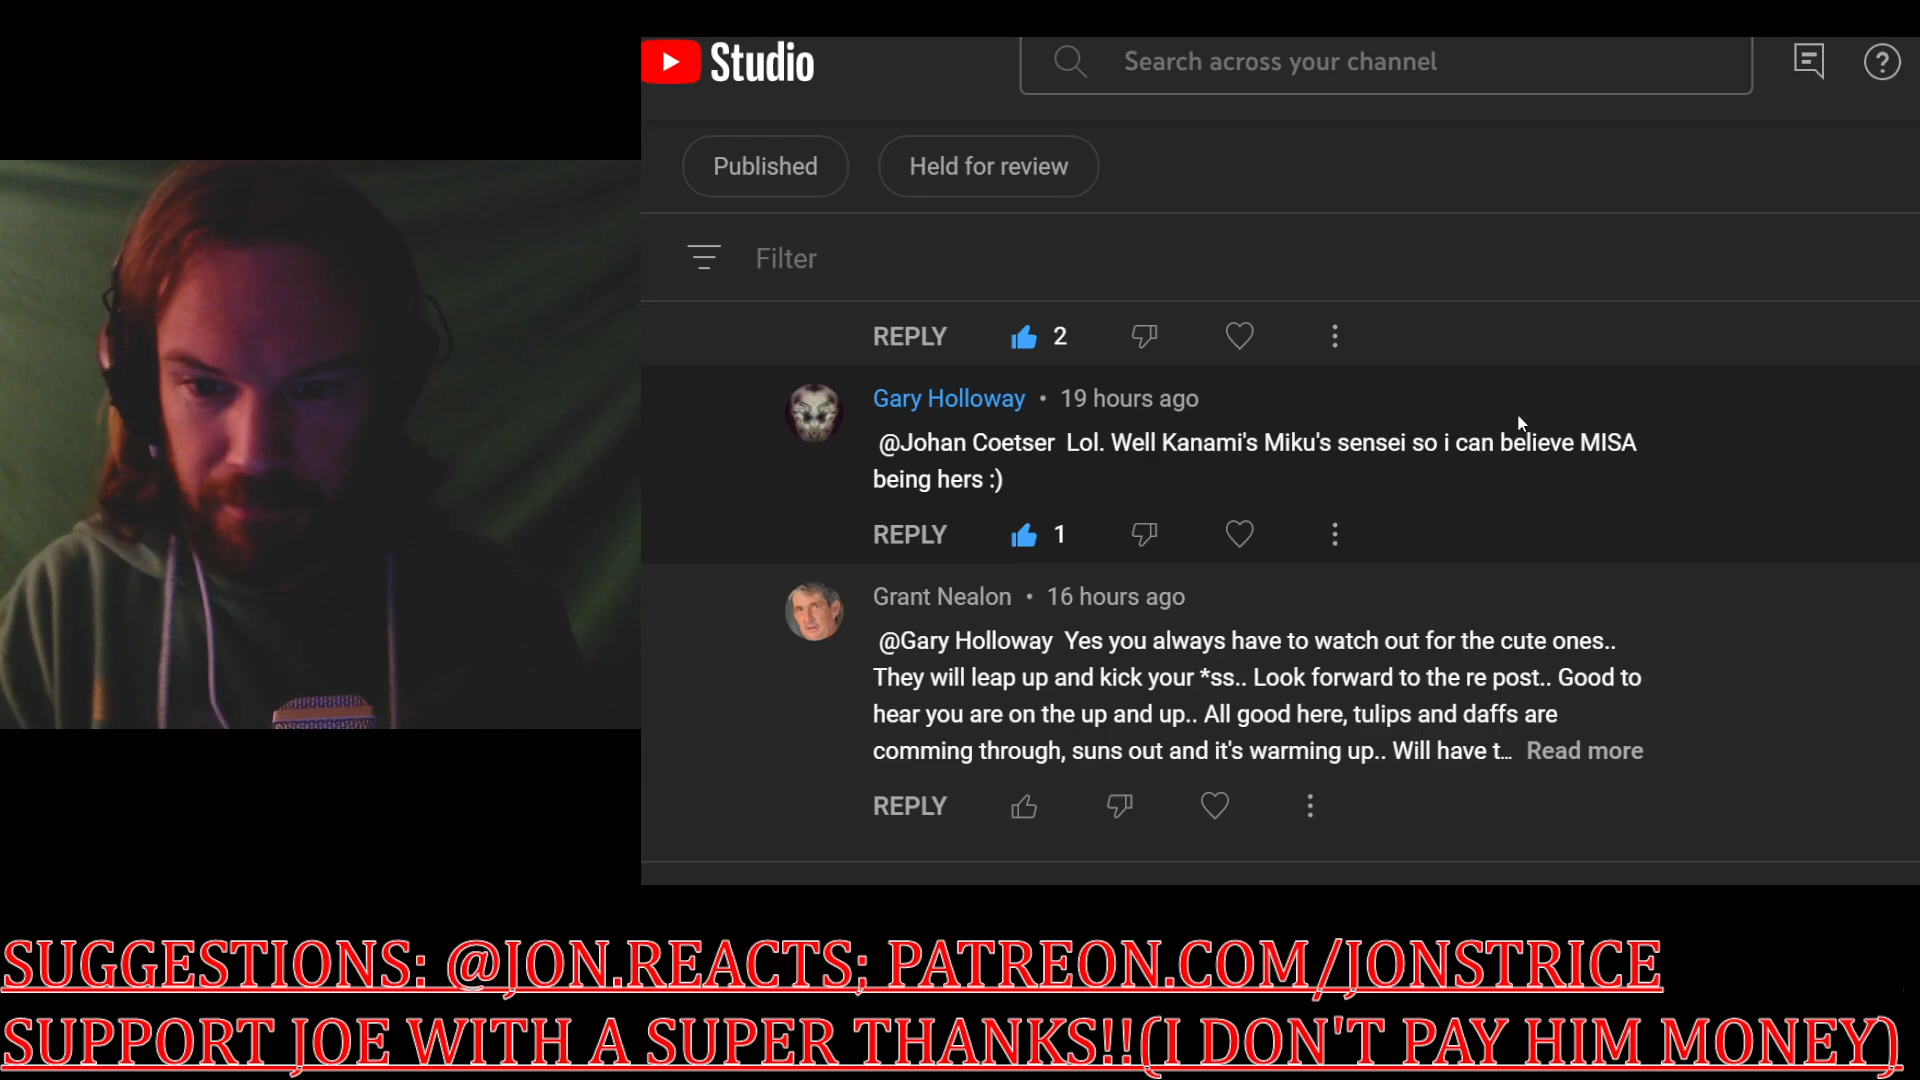 Studio
Search across your channel
Published
Held for review
Filter
REPLY 2
Gary Holloway • 19 hours ago
@Johan Coetser Lol. Well Kanami's Miku's sensei so i can believe MISA
being hers :)
REPLY 1
Grant Nealon • 16 hours ago
@Gary Holloway Yes you always have to watch out for the cute ones..
They will leap up and kick your *ss.. Look forward to the re post.. Good to
hear you are on the up and up.. All good here, tulips and daffs are
comming through, suns out and it's warming up.. Will have t... Read more
REPLY
SUGGESTIONS: @JON.REACTS; PATREON.COM/JONSTRICE
SUPPORT JOE WITH A SUPER THANKS!!(I DON'T PAY HIM MONEY)